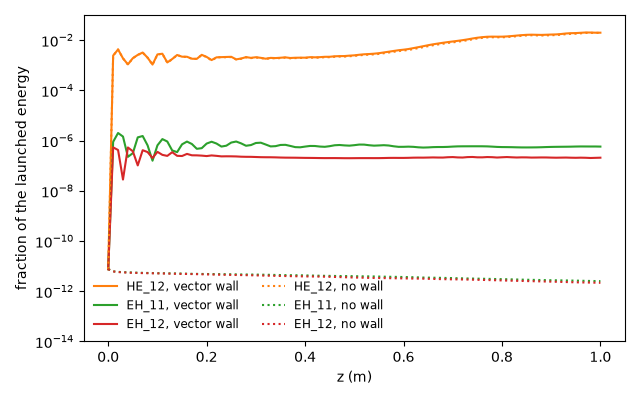 fraction of the launched energy
10⁻²
10⁻⁴
10⁻⁶
10⁻⁸
10⁻¹⁰
10⁻¹²
10⁻¹⁴
HE_12, vector wall
EH_11, vector wall
EH_12, vector wall
HE_12, no wall
EH_11, no wall
EH_12, no wall
0.0 0.2 0.4 0.6 0.8 1.0
z (m)